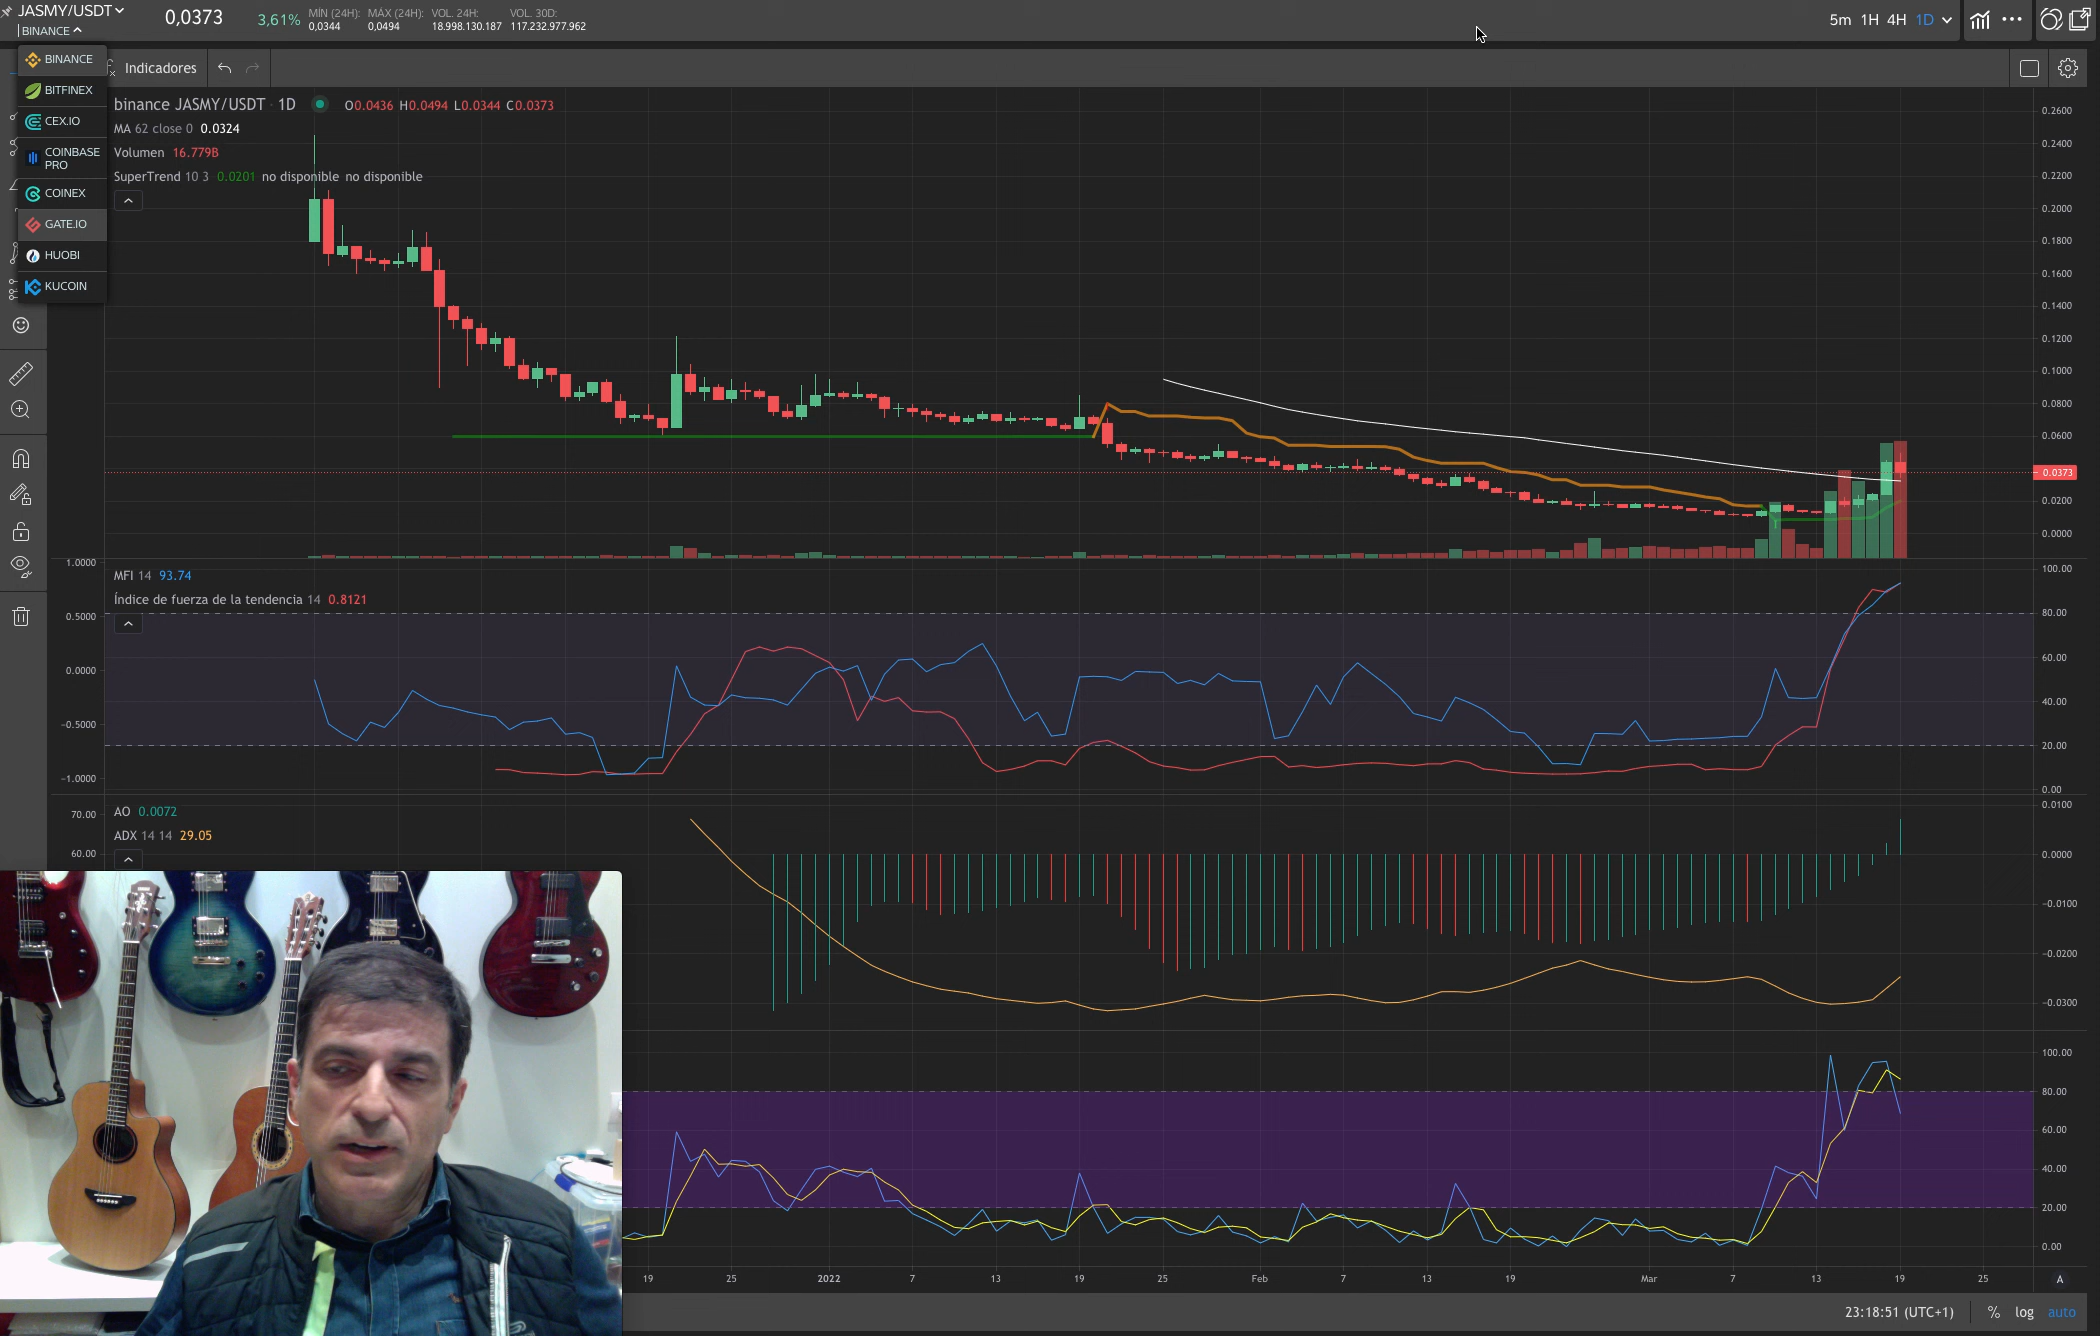 JASMY/USDT
BINANCE
0,0373
3,61%
MÍN (24H): MÁX (24H): VOL. 24H: VOL. 30D:
0,0344 0,0494 18.998.130.187 117.232.977.962
5m 1H 4H 1D
BINANCE
BITFINEX
CEX.IO
COINBASE
PRO
COINEX
GATE.IO
HUOBI
KUCOIN
Indicadores
binance JASMY/USDT · 1D O0.0436 H0.0494 L0.0344 C0.0373
MA 62 close 0 0.0324
Volumen 16.779B
SuperTrend 10 3 0.0201 no disponible no disponible
0.2600
0.2400
0.2200
0.2000
0.1800
0.1600
0.1400
0.1200
0.1000
0.0800
0.0600
0.0373
0.0200
0.0000
MFI 14 93.74
Índice de fuerza de la tendencia 14 0.8121
1.0000
0.5000
0.0000
−0.5000
−1.0000
100.00
80.00
60.00
40.00
20.00
0.00
AO 0.0072
ADX 14 14 29.05
70.00
60.00
0.0100
0.0000
−0.0100
−0.0200
−0.0300
100.00
80.00
60.00
40.00
20.00
0.00
19 25 2022 7 13 19 25 Feb 7 13 19 Mar 7 13 19 25
A
23:18:51 (UTC+1) % log auto